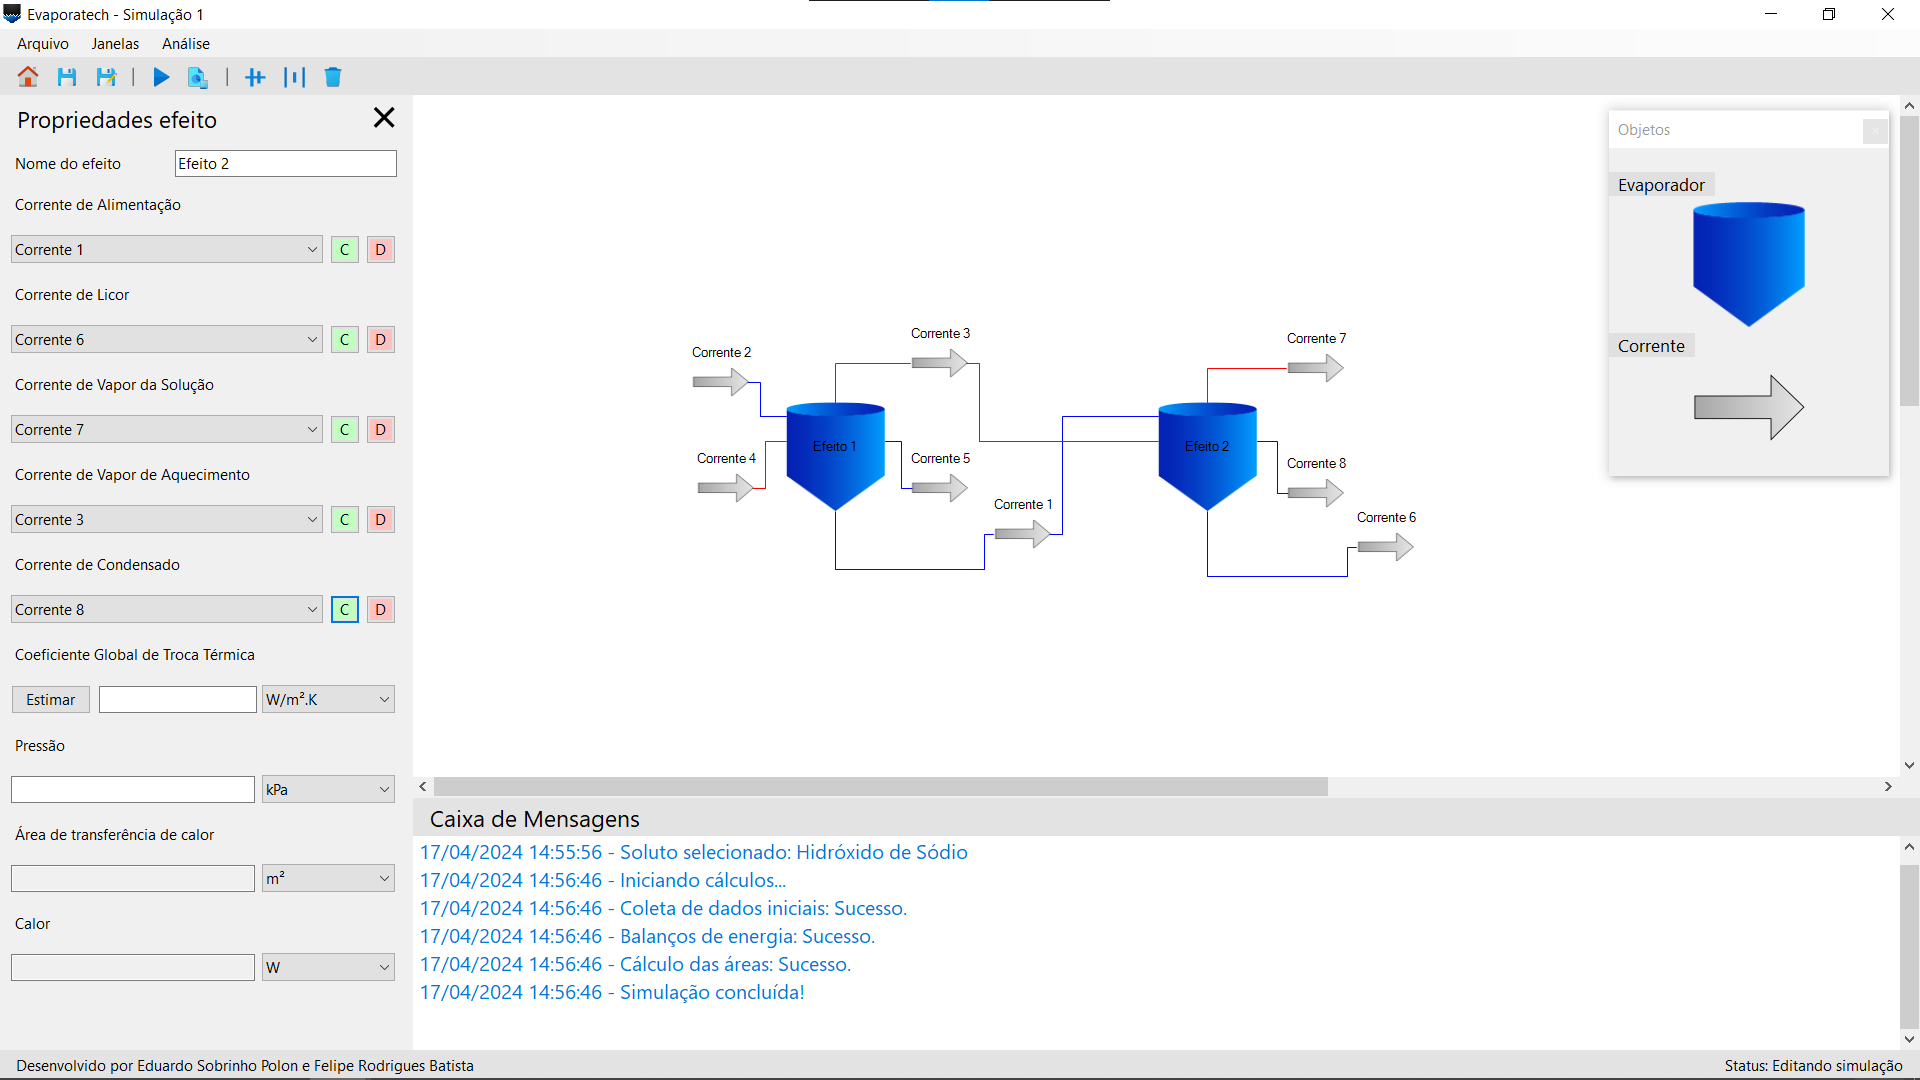 Evaporatech - Simulação 1
Arquivo Janelas Análise
Propriedades efeito
Nome do efeito Efeito 2
Corrente de Alimentação
Corrente 1 C D
Corrente de Licor
Corrente 6 C D
Corrente de Vapor da Solução
Corrente 7 C D
Corrente de Vapor de Aquecimento
Corrente 3 C D
Corrente de Condensado
Corrente 8 C D
Coeficiente Global de Troca Térmica
Estimar W/m².K
Pressão
kPa
Área de transferência de calor
m²
Calor
W
Corrente 3
Corrente 7
Corrente 2
Efeito 1
Efeito 2
Corrente 4
Corrente 5
Corrente 8
Corrente 1
Corrente 6
Objetos
Evaporador
Corrente
Caixa de Mensagens
17/04/2024 14:55:56 - Soluto selecionado: Hidróxido de Sódio
17/04/2024 14:56:46 - Iniciando cálculos...
17/04/2024 14:56:46 - Coleta de dados iniciais: Sucesso.
17/04/2024 14:56:46 - Balanços de energia: Sucesso.
17/04/2024 14:56:46 - Cálculo das áreas: Sucesso.
17/04/2024 14:56:46 - Simulação concluída!
Desenvolvido por Eduardo Sobrinho Polon e Felipe Rodrigues Batista
Status: Editando simulação